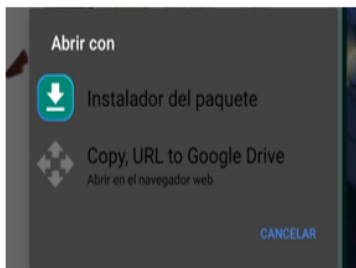 Abrir con
Instalador del paquete
Copy, URL to Google Drive
Abrir en el navegador web
CANCELAR